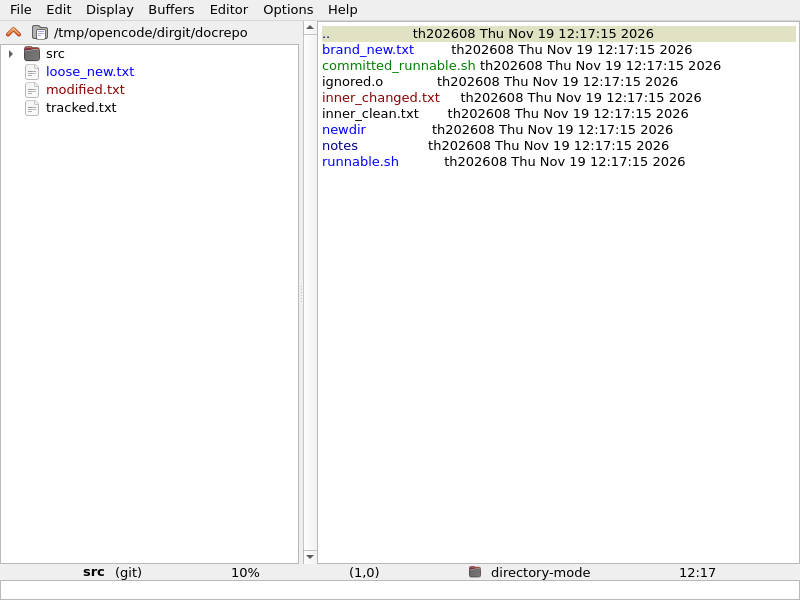 File Edit Display Buffers Editor Options Help
/tmp/opencode/dirgit/docrepo
src
loose_new.txt
modified.txt
tracked.txt
.. th202608 Thu Nov 19 12:17:15 2026
brand_new.txt th202608 Thu Nov 19 12:17:15 2026
committed_runnable.sh th202608 Thu Nov 19 12:17:15 2026
ignored.o th202608 Thu Nov 19 12:17:15 2026
inner_changed.txt th202608 Thu Nov 19 12:17:15 2026
inner_clean.txt th202608 Thu Nov 19 12:17:15 2026
newdir th202608 Thu Nov 19 12:17:15 2026
notes th202608 Thu Nov 19 12:17:15 2026
runnable.sh th202608 Thu Nov 19 12:17:15 2026
src (git) 10% (1,0) directory-mode 12:17